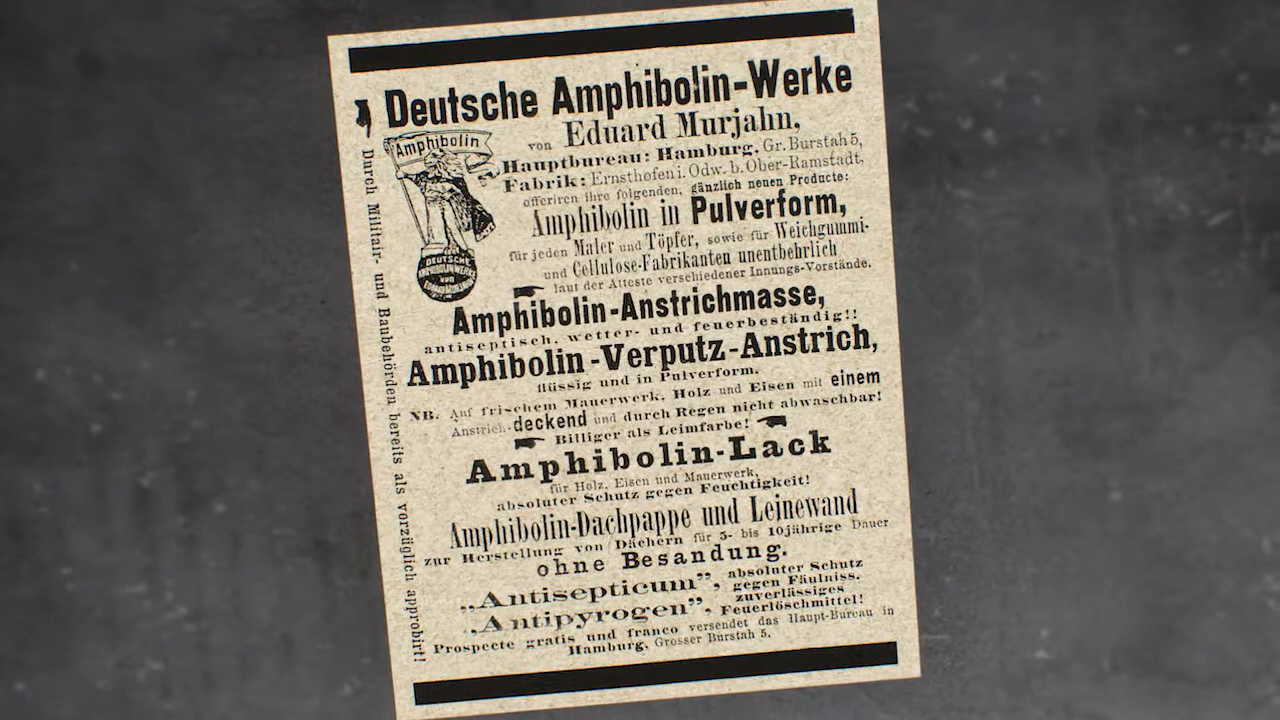 Deutsche Amphibolin-Werke
von Eduard Murjahn,
Amphibolin
Hauptbureau: Hamburg, Gr. Burstah 5,
Fabrik: Ernsthofen i. Odw. b. Ober-Ramstadt,
offeriren ihre folgenden, gänzlich neuen Producte:
Amphibolin in Pulverform,
für jeden Maler und Töpfer, sowie für Weichgummi-
und Cellulose-Fabrikanten unentbehrlich
laut der Atteste verschiedener Innungs-Vorstände.
DEUTSCHE
AMPHIBOLINWERKE
VON
EDUARD MURJAHN
Amphibolin-Anstrichmasse,
antiseptisch, wetter- und feuerbeständig!!
Amphibolin-Verputz-Anstrich,
flüssig und in Pulverform.
NB. Auf frischem Mauerwerk, Holz und Eisen mit einem
Anstrich-deckend und durch Regen nicht abwaschbar!
Billiger als Leimfarbe!
Amphibolin-Lack
für Holz, Eisen und Mauerwerk,
absoluter Schutz gegen Feuchtigkeit!
Amphibolin-Dachpappe und Leinewand
zur Herstellung von Dächern für 5- bis 10jährige Dauer
ohne Besandung.
„Antisepticum”, absoluter Schutz
gegen Fäulniss.
„Antipyrogen”, zuverlässiges
Feuerlöschmittel!
Prospecte gratis und franco versendet das Haupt-Bureau in
Hamburg, Grosser Burstah 5.
Durch Militair- und Baubehörden bereits als vorzüglich approbirt!